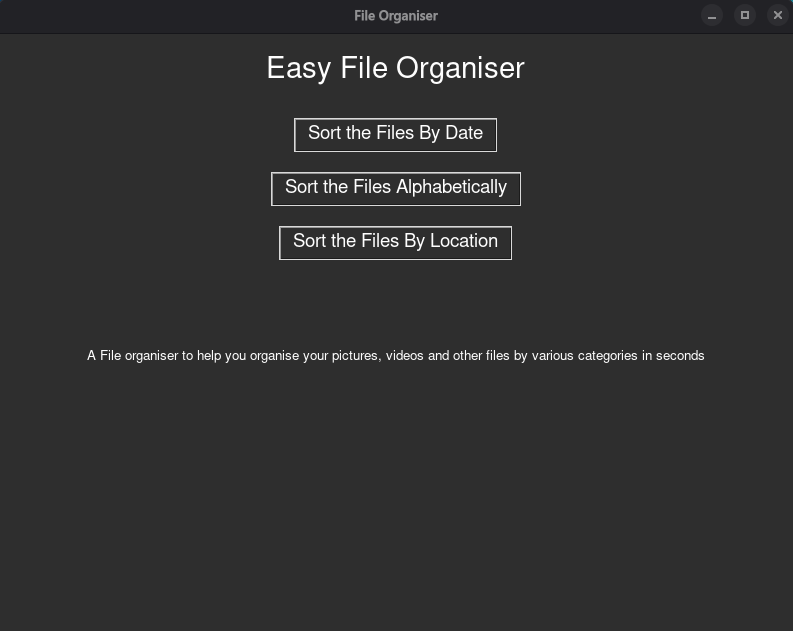 File Organiser
Easy File Organiser
Sort the Files By Date
Sort the Files Alphabetically
Sort the Files By Location
A File organiser to help you organise your pictures, videos and other files by various categories in seconds